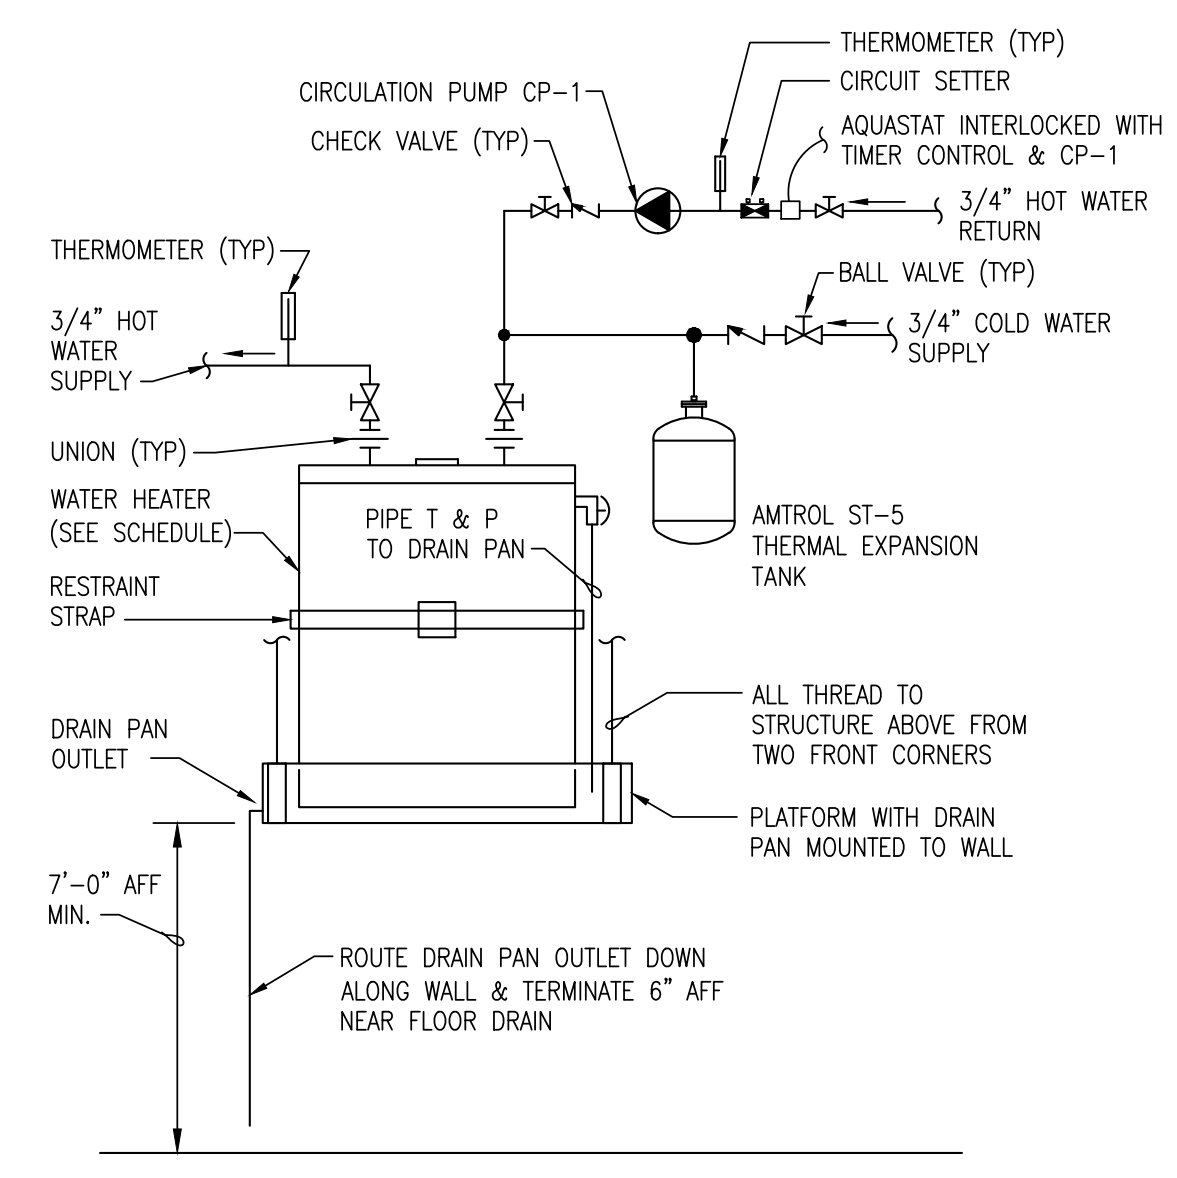 THERMOMETER (TYP)
CIRCUIT SETTER
CIRCULATION PUMP CP-1
CHECK VALVE (TYP)
AQUASTAT INTERLOCKED WITH
TIMER CONTROL & CP-1
3/4" HOT WATER
RETURN
THERMOMETER (TYP)
BALL VALVE (TYP)
3/4" HOT
WATER
SUPPLY
3/4" COLD WATER
SUPPLY
UNION (TYP)
WATER HEATER
(SEE SCHEDULE)
PIPE T & P
TO DRAIN PAN
AMTROL ST-5
THERMAL EXPANSION
TANK
RESTRAINT
STRAP
ALL THREAD TO
STRUCTURE ABOVE FROM
TWO FRONT CORNERS
DRAIN PAN
OUTLET
PLATFORM WITH DRAIN
PAN MOUNTED TO WALL
7'-0" AFF
MIN.
ROUTE DRAIN PAN OUTLET DOWN
ALONG WALL & TERMINATE 6" AFF
NEAR FLOOR DRAIN